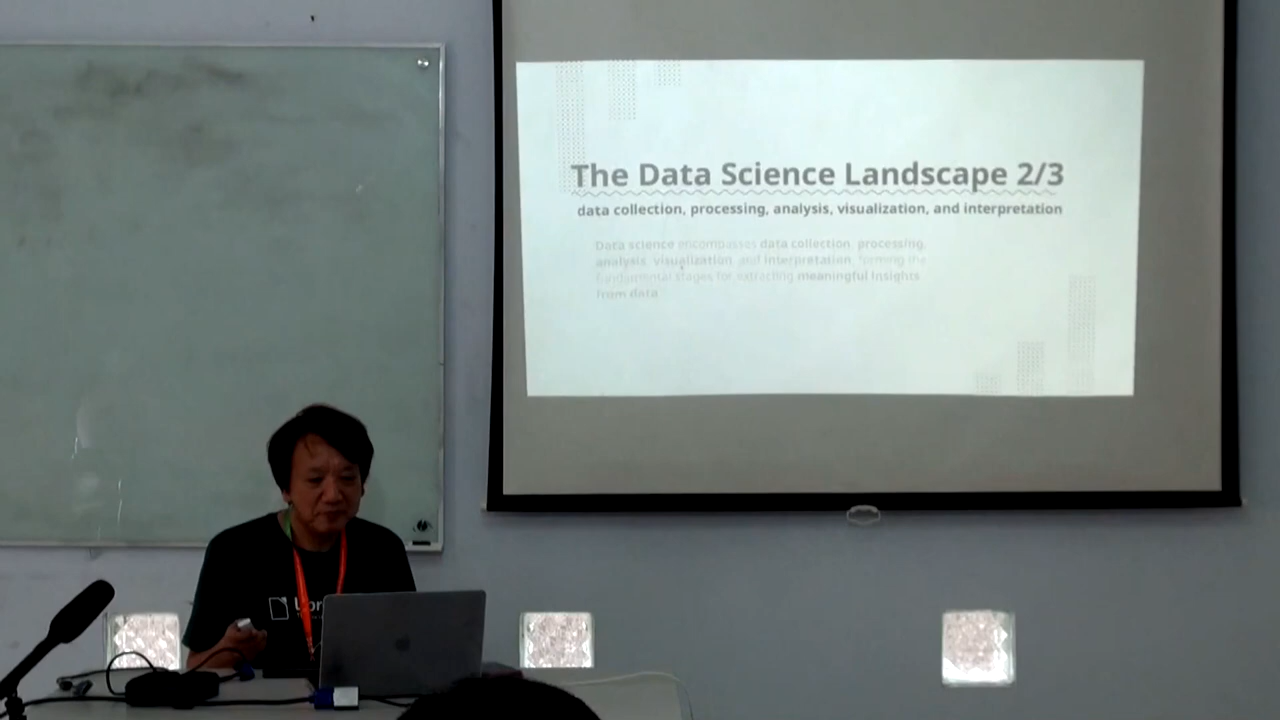 The Data Science Landscape 2/3
data collection, processing, analysis, visualization, and interpretation
Data science encompasses data collection, processing,
analysis, visualization, and interpretation, forming the
fundamental stages for extracting meaningful insights
from data